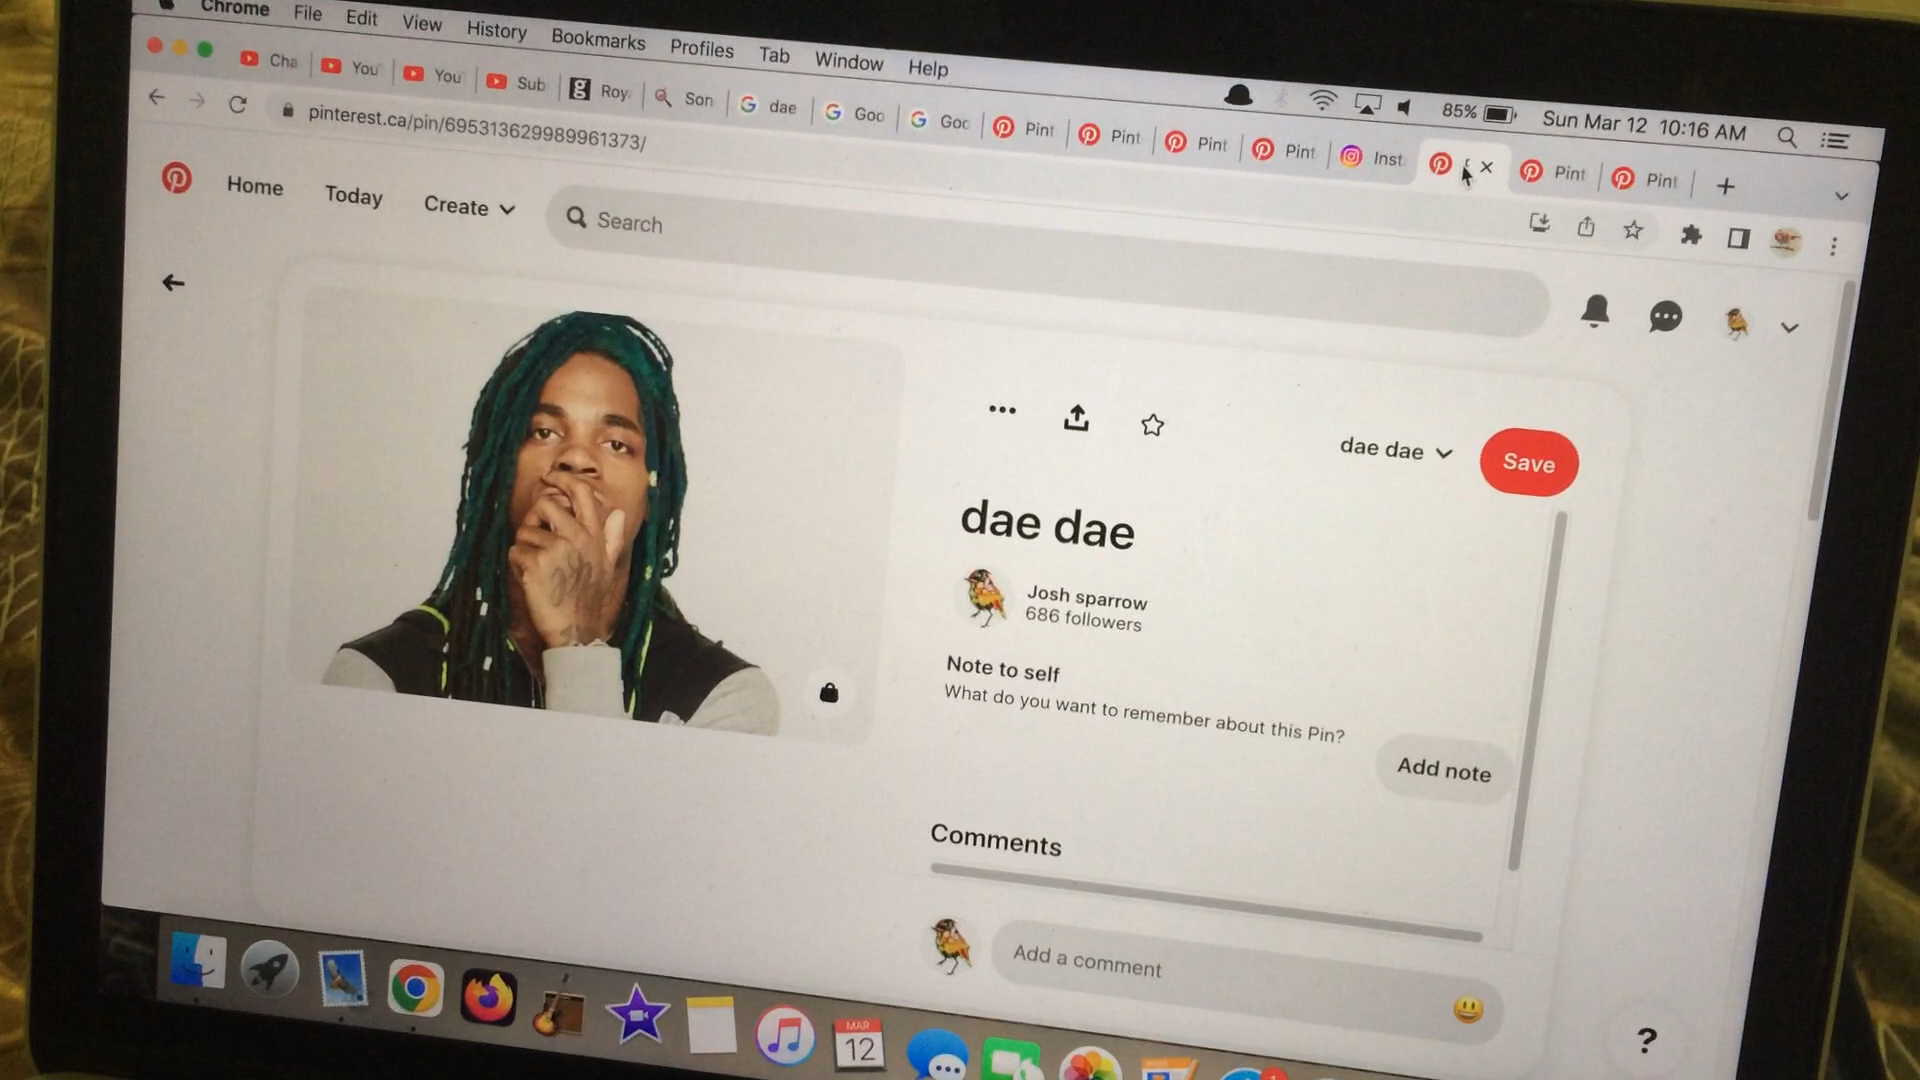 Chrome File Edit View History Bookmarks Profiles Tab Window Help
85% Sun Mar 12 10:16 AM
Cha You You Sub Roy Son dae Goo Goo Pint Pint Pint Pint Inst Pint Pint
pinterest.ca/pin/695313629989961373/
Home Today Create Search
dae dae Save
dae dae
Josh sparrow
686 followers
Note to self
What do you want to remember about this Pin?
Add note
Comments
Add a comment
?
MAR
12